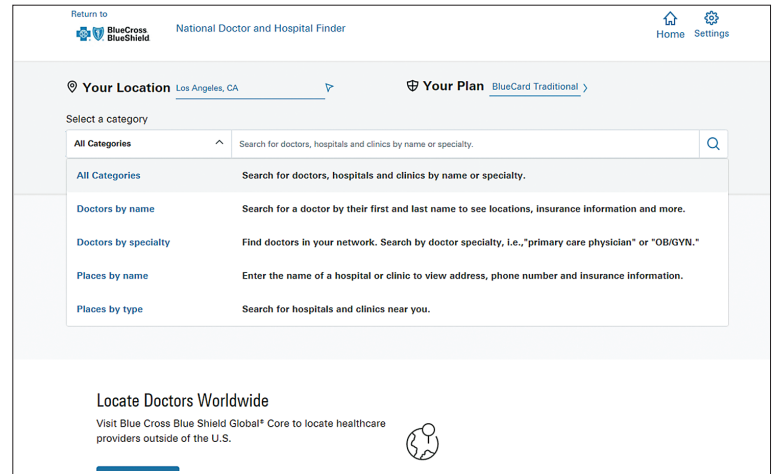 Return to
BlueCross
BlueShield
National Doctor and Hospital Finder
Home
Settings
Your Location
Los Angeles, CA
Your Plan
BlueCard Traditional
Select a category
All Categories
Search for doctors, hospitals and clinics by name or specialty.
All Categories
Search for doctors, hospitals and clinics by name or specialty.
Doctors by name
Search for a doctor by their first and last name to see locations, insurance information and more.
Doctors by specialty
Find doctors in your network. Search by doctor specialty, i.e.,"primary care physician" or "OB/GYN."
Places by name
Enter the name of a hospital or clinic to view address, phone number and insurance information.
Places by type
Search for hospitals and clinics near you.
Locate Doctors Worldwide
Visit Blue Cross Blue Shield Global® Core to locate healthcare
providers outside of the U.S.